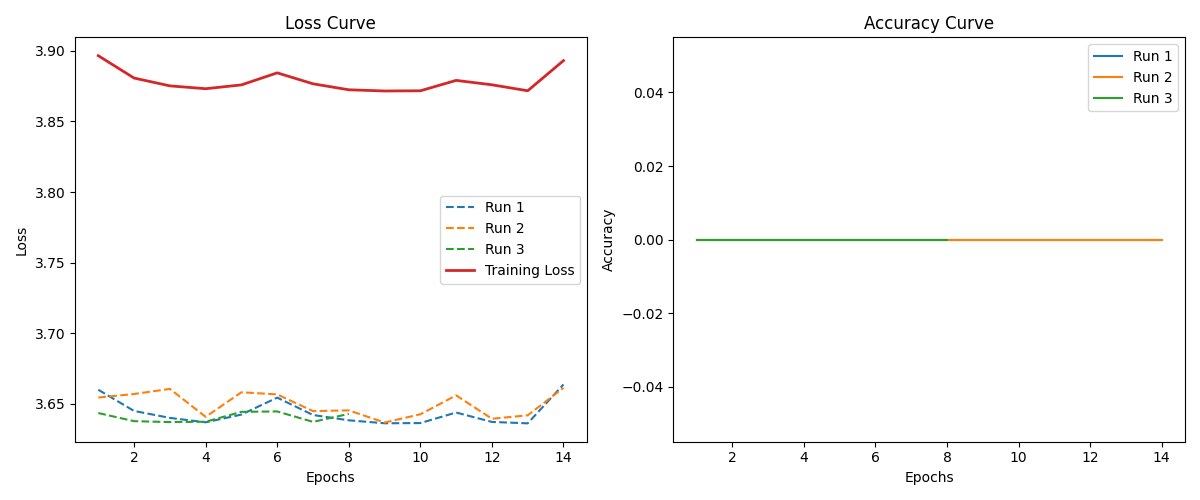 Loss Curve
3.90
3.85
3.80
3.75
3.70
3.65
Loss
2 4 6 8 10 12 14
Epochs
Run 1
Run 2
Run 3
Training Loss
Accuracy Curve
0.04
0.02
0.00
−0.02
−0.04
Accuracy
2 4 6 8 10 12 14
Epochs
Run 1
Run 2
Run 3